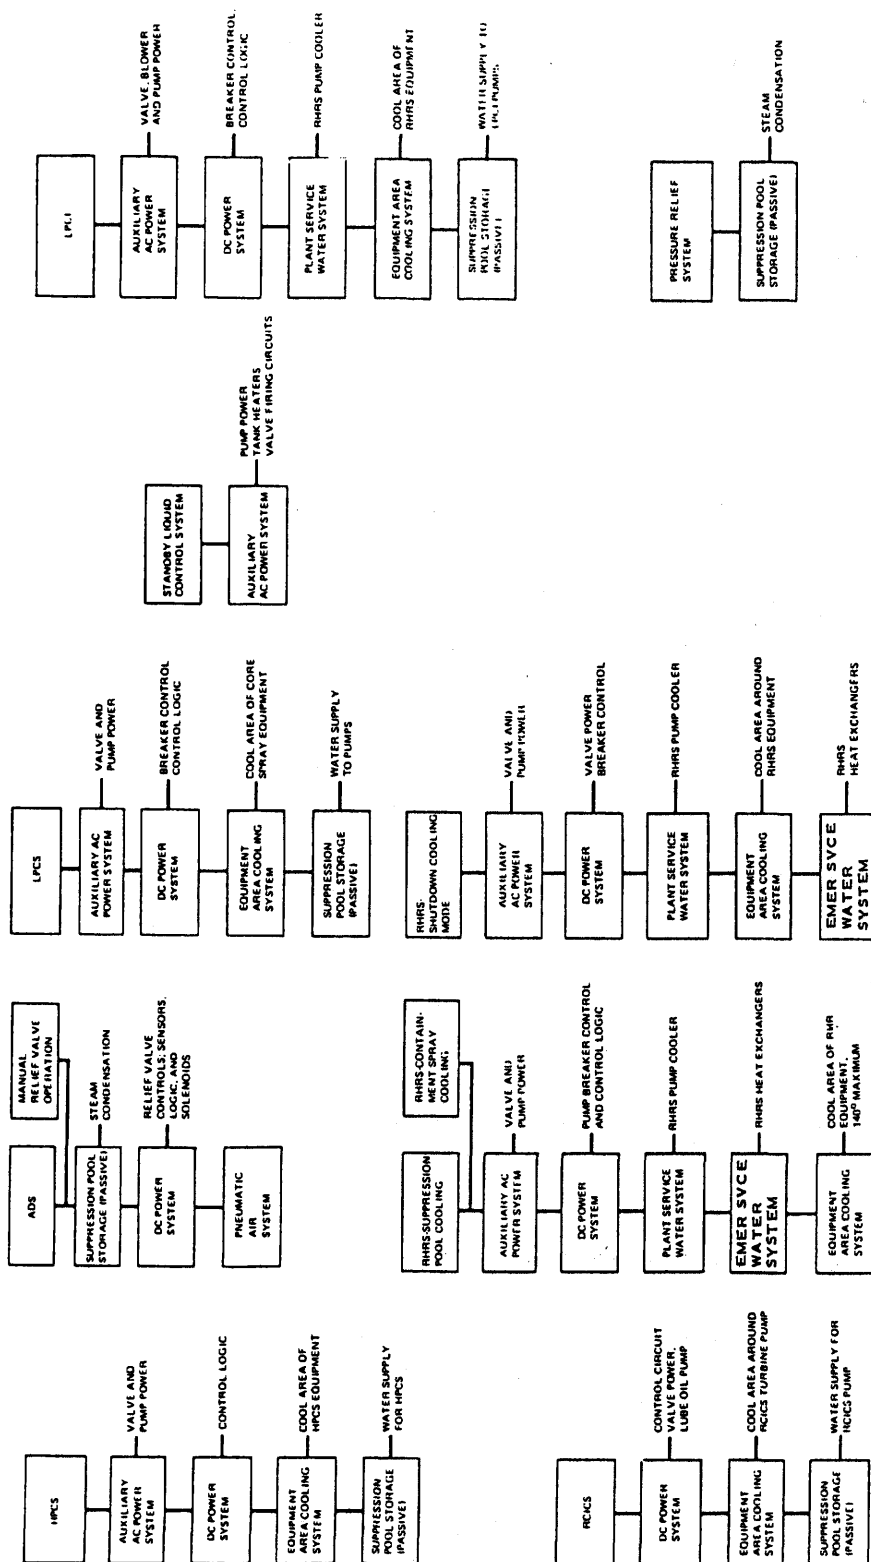 HPCS
AUXILIARY
AC POWER
SYSTEM
VALVE AND
PUMP POWER
DC POWER
SYSTEM
CONTROL LOGIC
EQUIPMENT
AREA COOLING
SYSTEM
COOL AREA OF
HPCS EQUIPMENT
SUPPRESSION
POOL STORAGE
(PASSIVE)
WATER SUPPLY
FOR HPCS
ADS
MANUAL
RELIEF VALVE
OPERATION
SUPPRESSION POOL
STORAGE (PASSIVE)
STEAM
CONDENSATION
DC POWER
SYSTEM
RELIEF VALVE
CONTROLS; SENSORS,
LOGIC, AND
SOLENOIDS
PNEUMATIC
AIR
SYSTEM
LPCS
AUXILIARY AC
POWER SYSTEM
VALVE AND
PUMP POWER
DC POWER
SYSTEM
BREAKER CONTROL
CONTROL LOGIC
EQUIPMENT
AREA COOLING
SYSTEM
COOL AREA OF CORE
SPRAY EQUIPMENT
SUPPRESSION
POOL STORAGE
(PASSIVE)
WATER SUPPLY
TO PUMPS
STANDBY LIQUID
CONTROL SYSTEM
AUXILIARY
AC POWER SYSTEM
PUMP POWER
TANK HEATERS
VALVE FIRING CIRCUITS
LPCI
AUXILIARY
AC POWER
SYSTEM
VALVE, BLOWER
AND PUMP POWER
DC POWER
SYSTEM
BREAKER CONTROL,
CONTROL LOGIC
PLANT SERVICE
WATER SYSTEM
RHRS PUMP COOLER
EQUIPMENT AREA
COOLING SYSTEM
COOL AREA OF
RHRS EQUIPMENT
SUPPRESSION
POOL STORAGE
(PASSIVE)
WATER SUPPLY TO
LPCI PUMPS
RCICS
DC POWER
SYSTEM
CONTROL CIRCUIT
VALVE POWER,
LUBE OIL PUMP
EQUIPMENT
AREA COOLING
SYSTEM
COOL AREA AROUND
RCICS TURBINE PUMP
SUPPRESSION
POOL STORAGE
(PASSIVE)
WATER SUPPLY FOR
RCICS PUMP
RHRS-SUPPRESSION
POOL COOLING
RHRS-CONTAIN-
MENT SPRAY
COOLING
AUXILIARY AC
POWER SYSTEM
VALVE AND
PUMP POWER
DC POWER
SYSTEM
PUMP BREAKER CONTROL
AND CONTROL LOGIC
PLANT SERVICE
WATER SYSTEM
RHRS PUMP COOLER
EMER SVCE
WATER
SYSTEM
RHRS HEAT EXCHANGERS
EQUIPMENT
AREA COOLING
SYSTEM
COOL AREA OF RHR
EQUIPMENT,
140° MAXIMUM
RHRS-
SHUTDOWN COOLING
MODE
AUXILIARY
AC POWER
SYSTEM
VALVE AND
PUMP POWER
DC POWER
SYSTEM
VALVE POWER
BREAKER CONTROL
PLANT SERVICE
WATER SYSTEM
RHRS PUMP COOLER
EQUIPMENT
AREA COOLING
SYSTEM
COOL AREA AROUND
RHRS EQUIPMENT
EMER SVCE
WATER
SYSTEM
RHRS
HEAT EXCHANGERS
PRESSURE RELIEF
SYSTEM
SUPPRESSION POOL
STORAGE (PASSIVE)
STEAM
CONDENSATION